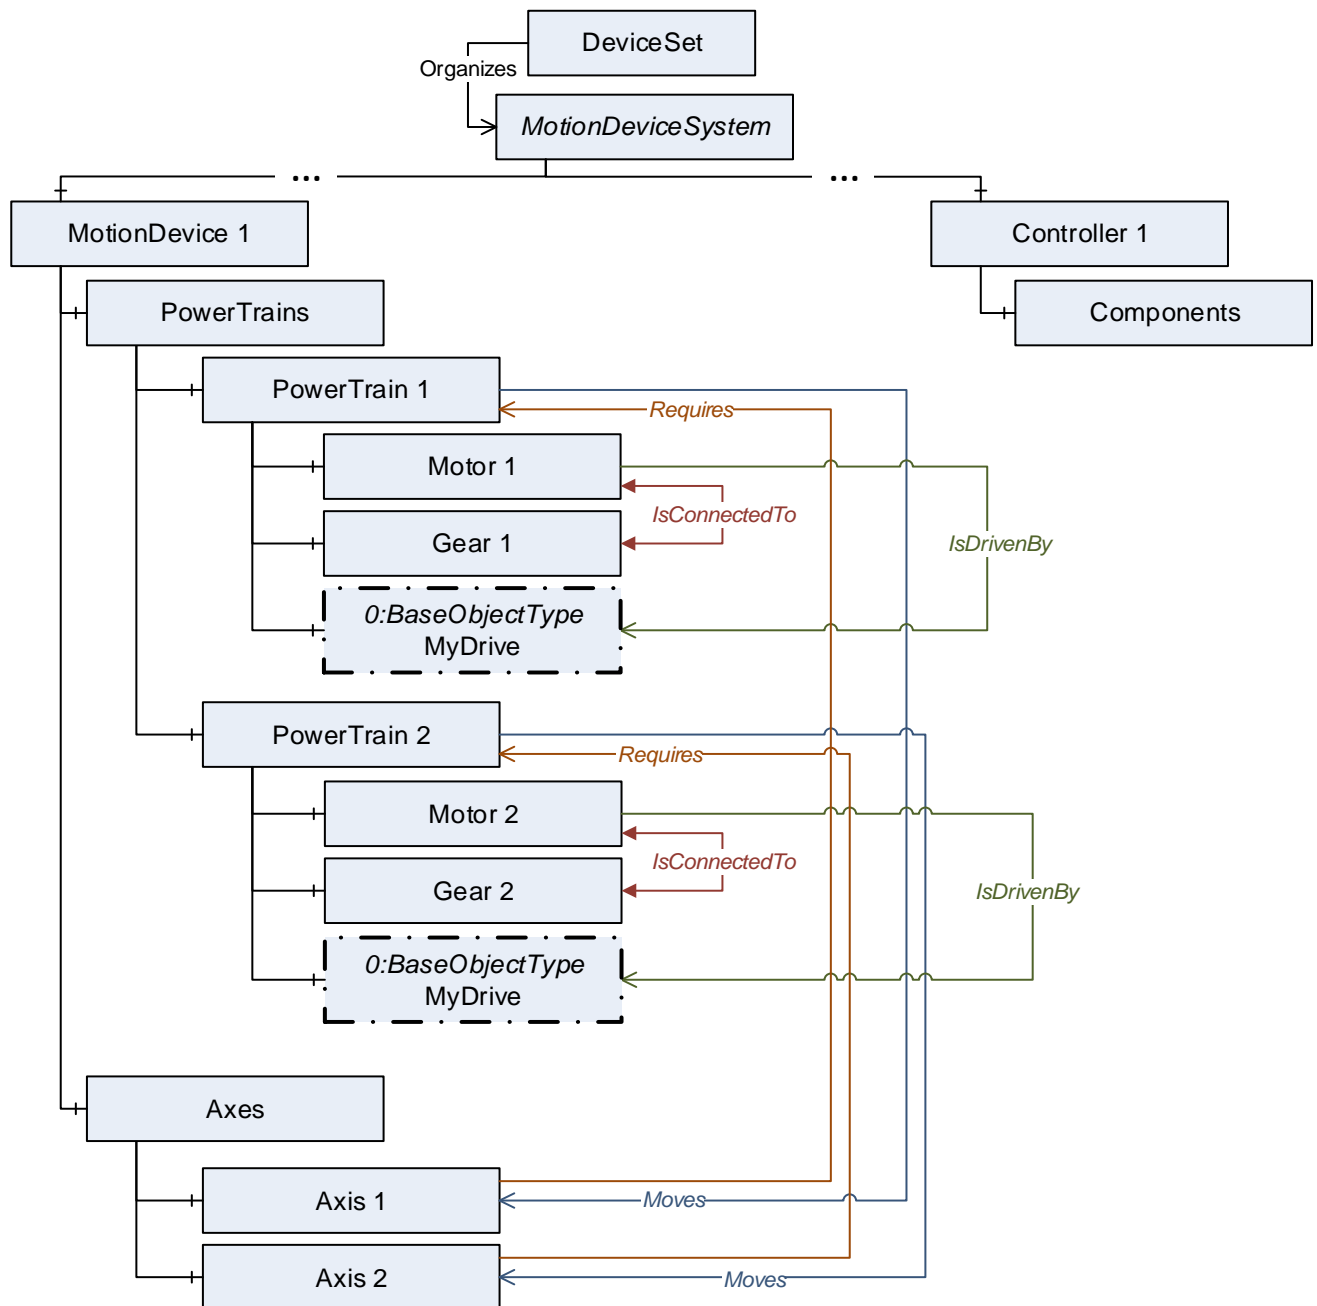 DeviceSet
Organizes
MotionDeviceSystem
...
...
MotionDevice 1
Controller 1
PowerTrains
Components
PowerTrain 1
Requires
Motor 1
IsConnectedTo
Gear 1
IsDrivenBy
0:BaseObjectType
MyDrive
PowerTrain 2
Requires
Motor 2
IsConnectedTo
Gear 2
IsDrivenBy
0:BaseObjectType
MyDrive
Axes
Axis 1
Moves
Axis 2
Moves